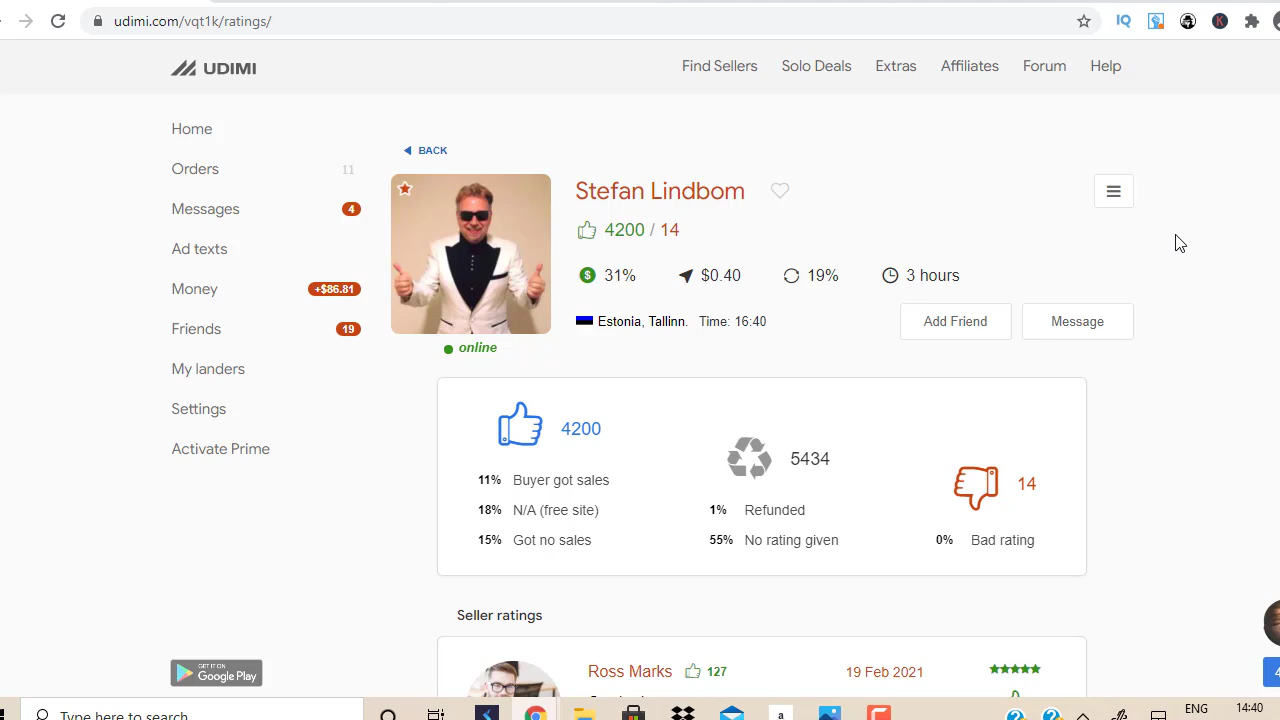 udimi.com/vqt1k/ratings/
IQ
K
UDIMI
Find Sellers Solo Deals Extras Affiliates Forum Help
Home
Orders 11
Messages 4
Ad texts
Money +$86.81
Friends 19
My landers
Settings
Activate Prime
BACK
Stefan Lindbom
4200 / 14
$ 31% $0.40 19% 3 hours
Estonia, Tallinn. Time: 16:40
Add Friend Message
online
4200
11% Buyer got sales
18% N/A (free site)
15% Got no sales
5434
1% Refunded
55% No rating given
14
0% Bad rating
Seller ratings
Ross Marks 127 19 Feb 2021
GET IT ON
Google Play
Type here to search
a
ENG 14:40